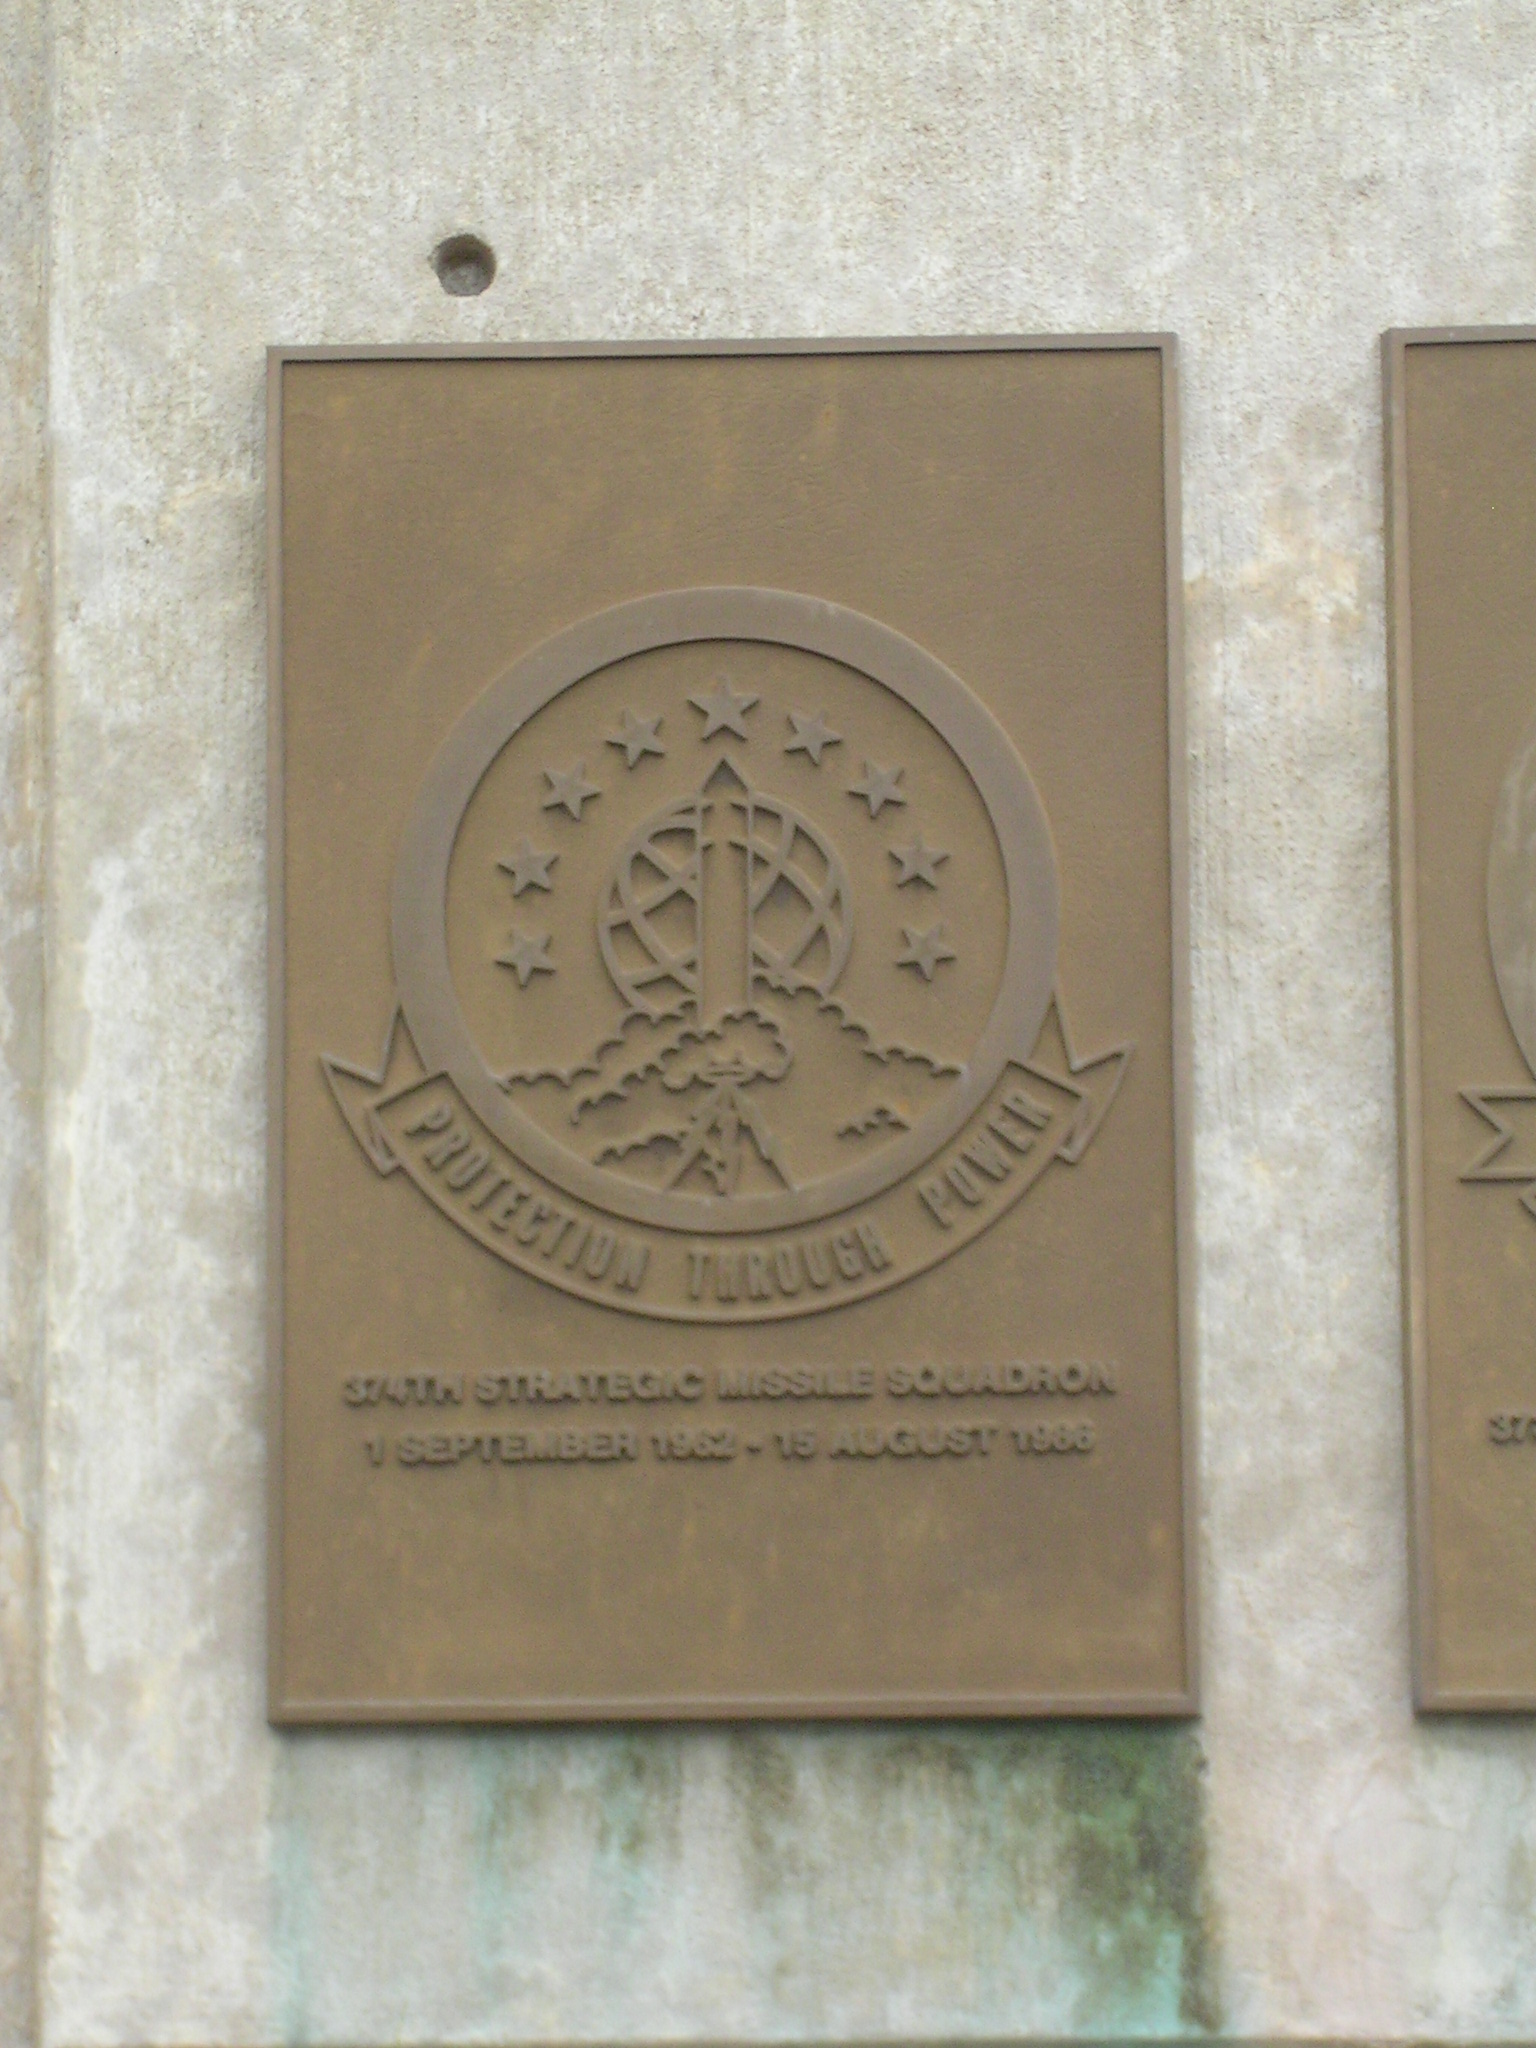 PROTECTION THROUGH POWER
374TH STRATEGIC MISSILE SQUADRON
1 SEPTEMBER 1962 - 15 AUGUST 1986